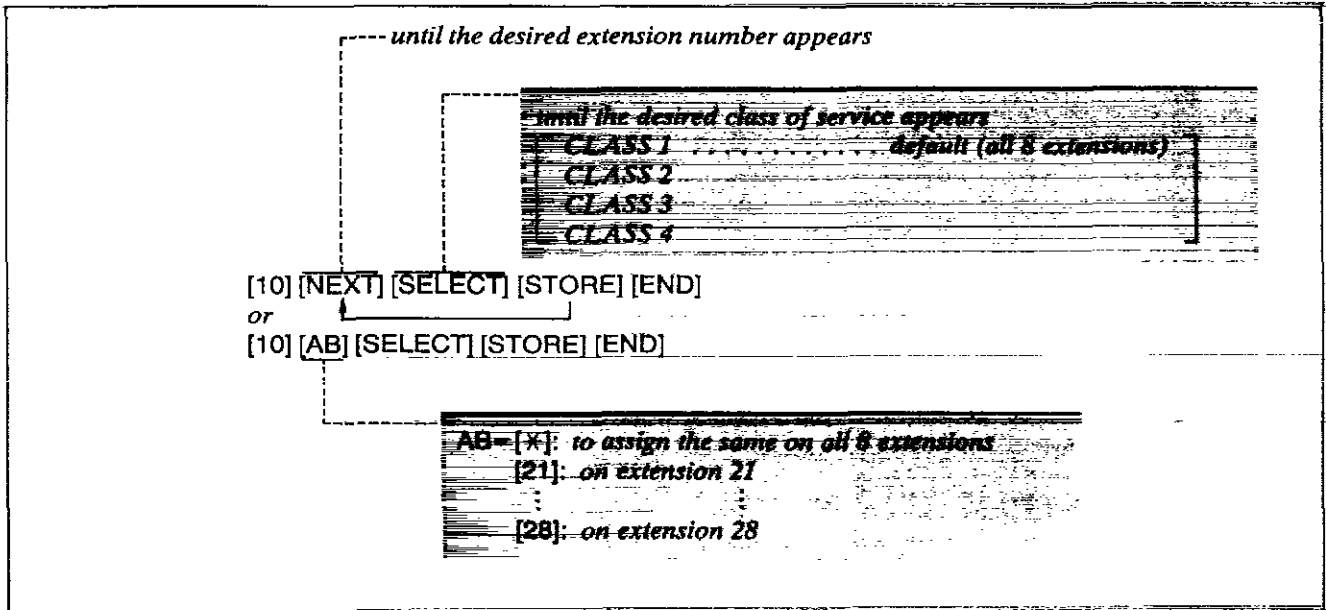 until the desired extension number appears
until the desired class of service appears
CLASS 1 . . . . . . . . . . . . default (all 8 extensions)
CLASS 2
CLASS 3
CLASS 4
[10] [NEXT] [SELECT] [STORE] [END]
or
[10] [AB] [SELECT] [STORE] [END]
AB=[✳]: to assign the same on all 8 extensions
[21]: on extension 21
[28]: on extension 28